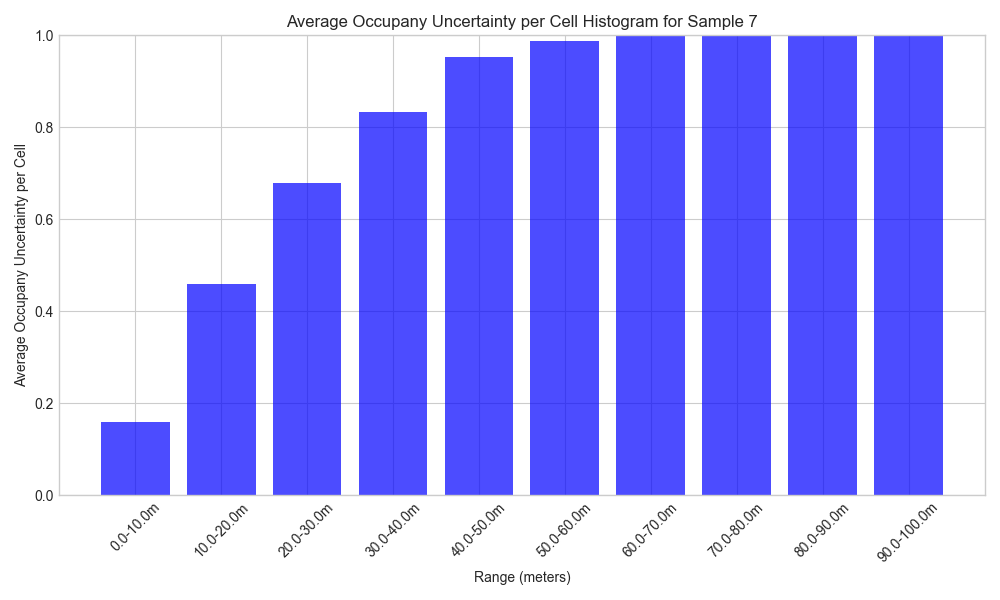 Average Occupany Uncertainty per Cell Histogram for Sample 7
Average Occupany Uncertainty per Cell
1.0
0.8
0.6
0.4
0.2
0.0
0.0-10.0m
10.0-20.0m
20.0-30.0m
30.0-40.0m
40.0-50.0m
50.0-60.0m
60.0-70.0m
70.0-80.0m
80.0-90.0m
90.0-100.0m
Range (meters)